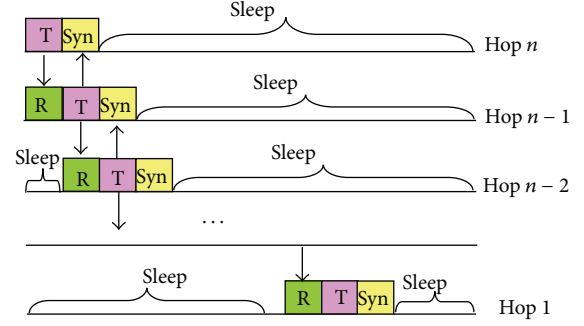 Sleep
T Syn
Hop n
Sleep
R T Syn
Hop n − 1
Sleep
Sleep
R T Syn
Hop n − 2
...
Sleep
Sleep
R T Syn
Hop 1